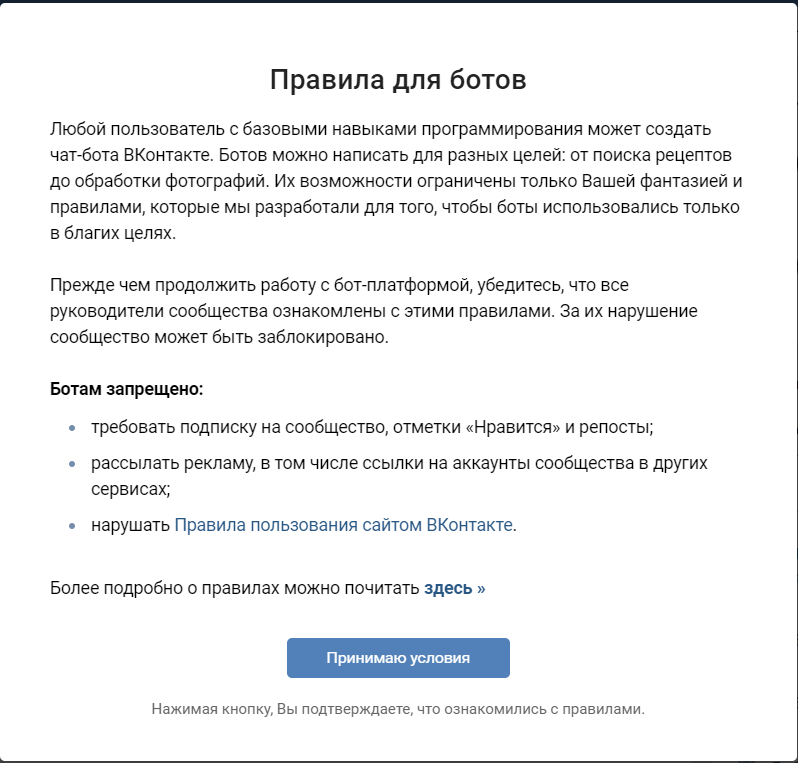 Правила для ботов
Любой пользователь с базовыми навыками программирования может создать
чат-бота ВКонтакте. Ботов можно написать для разных целей: от поиска рецептов
до обработки фотографий. Их возможности ограничены только Вашей фантазией и
правилами, которые мы разработали для того, чтобы боты использовались только
в благих целях.
Прежде чем продолжить работу с бот-платформой, убедитесь, что все
руководители сообщества ознакомлены с этими правилами. За их нарушение
сообщество может быть заблокировано.
Ботам запрещено:
• требовать подписку на сообщество, отметки «Нравится» и репосты;
• рассылать рекламу, в том числе ссылки на аккаунты сообщества в других
сервисах;
• нарушать Правила пользования сайтом ВКонтакте.
Более подробно о правилах можно почитать здесь »
Принимаю условия
Нажимая кнопку, Вы подтверждаете, что ознакомились с правилами.